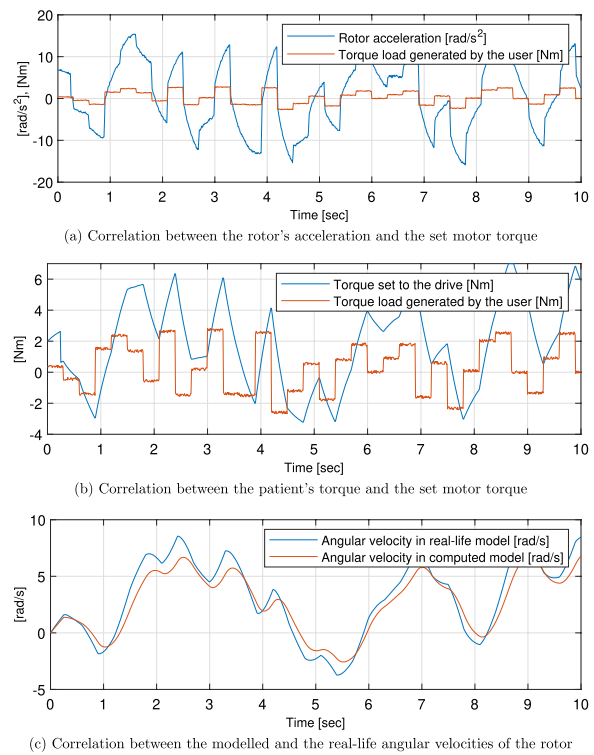 20
10
0
-10
-20
[rad/s2], [Nm]
Rotor acceleration [rad/s2]
Torque load generated by the user [Nm]
0 1 2 3 4 5 6 7 8 9 10
Time [sec]
(a) Correlation between the rotor's acceleration and the set motor torque
6
4
2
0
-2
-4
[Nm]
Torque set to the drive [Nm]
Torque load generated by the user [Nm]
0 1 2 3 4 5 6 7 8 9 10
Time [sec]
(b) Correlation between the patient's torque and the set motor torque
10
5
0
-5
[rad/s]
Angular velocity in real-life model [rad/s]
Angular velocity in computed model [rad/s]
0 1 2 3 4 5 6 7 8 9 10
Time [sec]
(c) Correlation between the modelled and the real-life angular velocities of the rotor